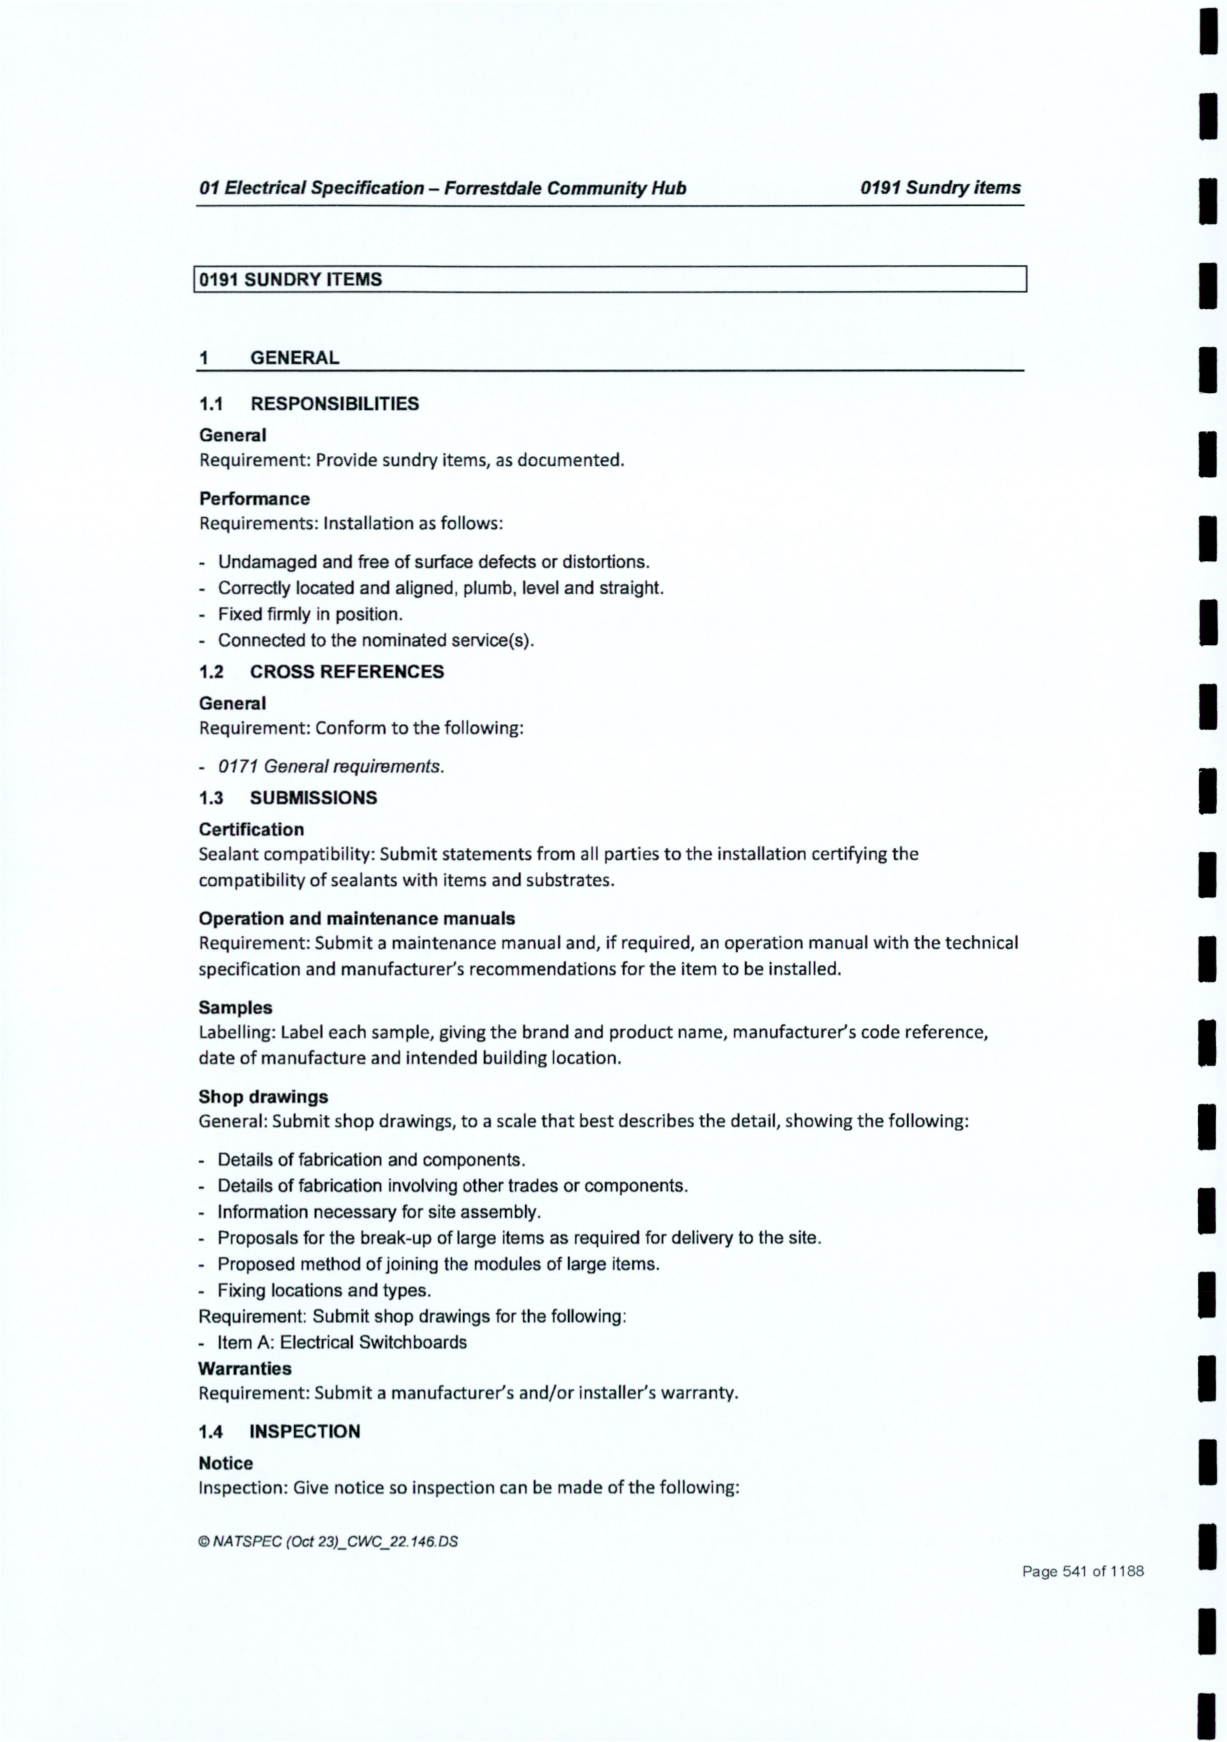 01 Electrical Specification – Forrestdale Community Hub 0191 Sundry items
0191 SUNDRY ITEMS
1 GENERAL
1.1 RESPONSIBILITIES
General
Requirement: Provide sundry items, as documented.
Performance
Requirements: Installation as follows:
- Undamaged and free of surface defects or distortions.
- Correctly located and aligned, plumb, level and straight.
- Fixed firmly in position.
- Connected to the nominated service(s).
1.2 CROSS REFERENCES
General
Requirement: Conform to the following:
- 0171 General requirements.
1.3 SUBMISSIONS
Certification
Sealant compatibility: Submit statements from all parties to the installation certifying the
compatibility of sealants with items and substrates.
Operation and maintenance manuals
Requirement: Submit a maintenance manual and, if required, an operation manual with the technical
specification and manufacturer's recommendations for the item to be installed.
Samples
Labelling: Label each sample, giving the brand and product name, manufacturer's code reference,
date of manufacture and intended building location.
Shop drawings
General: Submit shop drawings, to a scale that best describes the detail, showing the following:
- Details of fabrication and components.
- Details of fabrication involving other trades or components.
- Information necessary for site assembly.
- Proposals for the break-up of large items as required for delivery to the site.
- Proposed method of joining the modules of large items.
- Fixing locations and types.
Requirement: Submit shop drawings for the following:
- Item A: Electrical Switchboards
Warranties
Requirement: Submit a manufacturer's and/or installer's warranty.
1.4 INSPECTION
Notice
Inspection: Give notice so inspection can be made of the following:
© NATSPEC (Oct 23)_CWC_22.146.DS
Page 541 of 1188